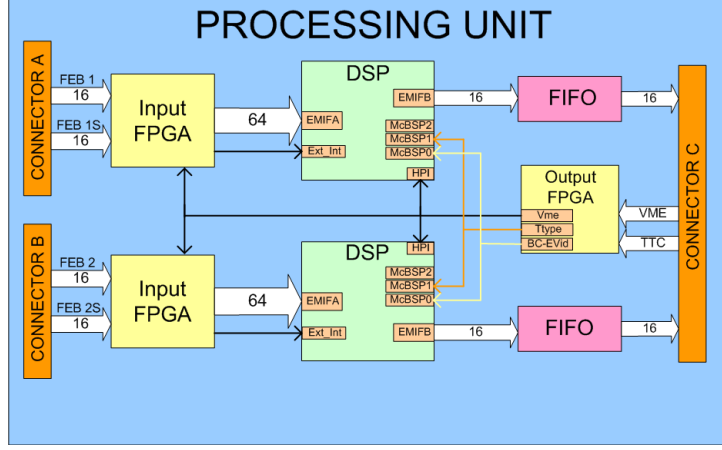 PROCESSING UNIT
CONNECTOR A
FEB 1
16
FEB 1S
16
Input
FPGA
64
DSP
EMIFA
Ext_Int
EMIFB
McBSP2
McBSP1
McBSP0
HPI
16
FIFO
16
CONNECTOR C
Output
FPGA
Vme
Ttype
BC-EVid
VME
TTC
CONNECTOR B
FEB 2
16
FEB 2S
16
Input
FPGA
64
DSP
HPI
McBSP2
McBSP1
McBSP0
EMIFA
Ext_Int
EMIFB
16
FIFO
16